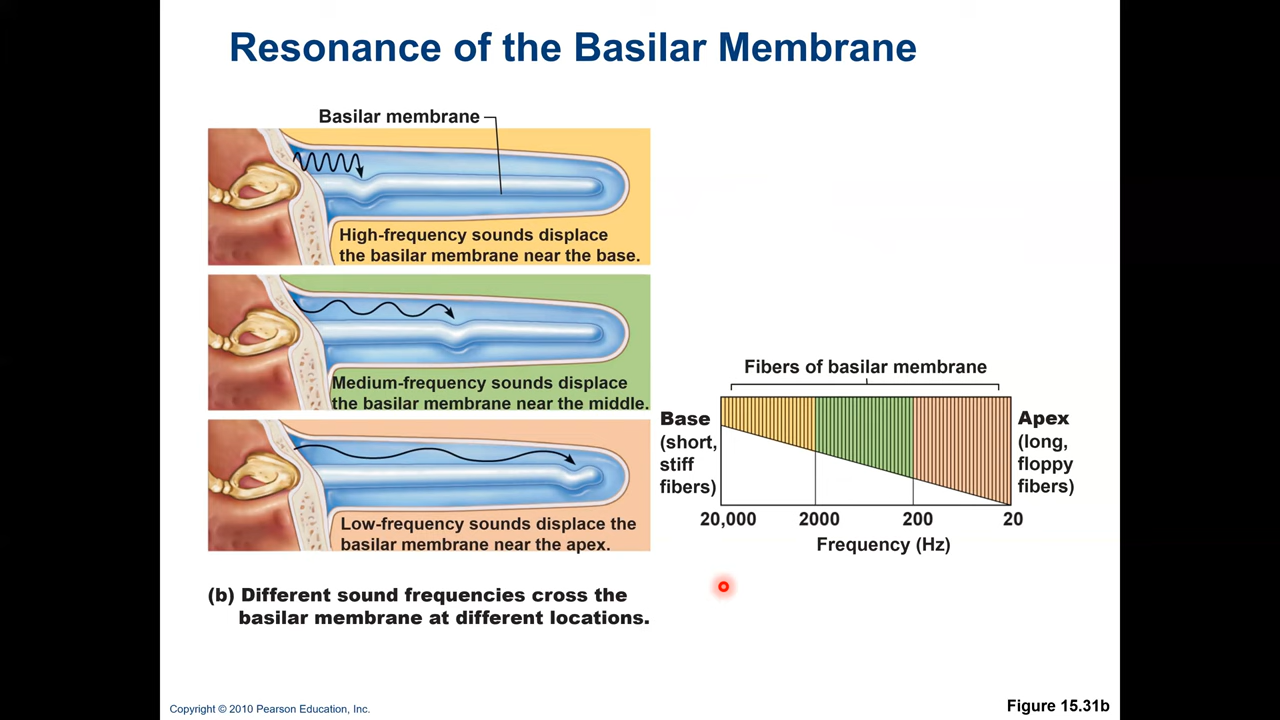 Resonance of the Basilar Membrane
Basilar membrane
High-frequency sounds displace
the basilar membrane near the base.
Medium-frequency sounds displace
the basilar membrane near the middle.
Low-frequency sounds displace the
basilar membrane near the apex.
(b) Different sound frequencies cross the
basilar membrane at different locations.
Fibers of basilar membrane
Base
(short,
stiff
fibers)
Apex
(long,
floppy
fibers)
20,000 2000 200 20
Frequency (Hz)
Copyright © 2010 Pearson Education, Inc.
Figure 15.31b